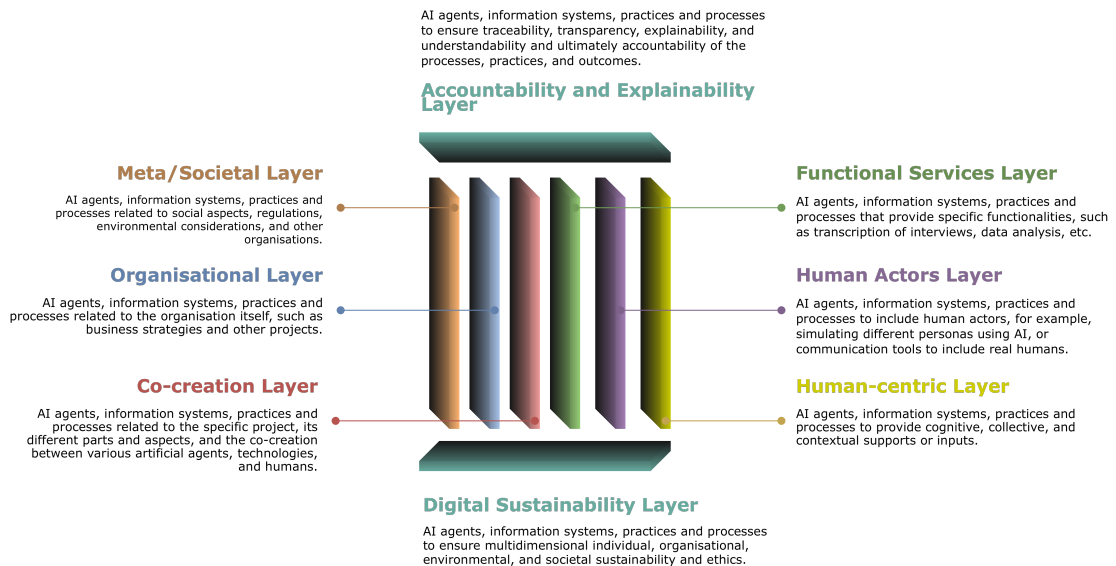 AI agents, information systems, practices and processes
to ensure traceability, transparency, explainability, and
understandability and ultimately accountability of the
processes, practices, and outcomes.
Accountability and Explainability
Layer
Meta/Societal Layer
AI agents, information systems, practices and
processes related to social aspects, regulations,
environmental considerations, and other
organisations.
Organisational Layer
AI agents, information systems, practices and
processes related to the organisation itself, such as
business strategies and other projects.
Co-creation Layer
AI agents, information systems, practices and
processes related to the specific project, its
different parts and aspects, and the co-creation
between various artificial agents, technologies,
and humans.
Functional Services Layer
AI agents, information systems, practices and
processes that provide specific functionalities, such
as transcription of interviews, data analysis, etc.
Human Actors Layer
AI agents, information systems, practices and
processes to include human actors, for example,
simulating different personas using AI, or
communication tools to include real humans.
Human-centric Layer
AI agents, information systems, practices and
processes to provide cognitive, collective, and
contextual supports or inputs.
Digital Sustainability Layer
AI agents, information systems, practices and processes
to ensure multidimensional individual, organisational,
environmental, and societal sustainability and ethics.